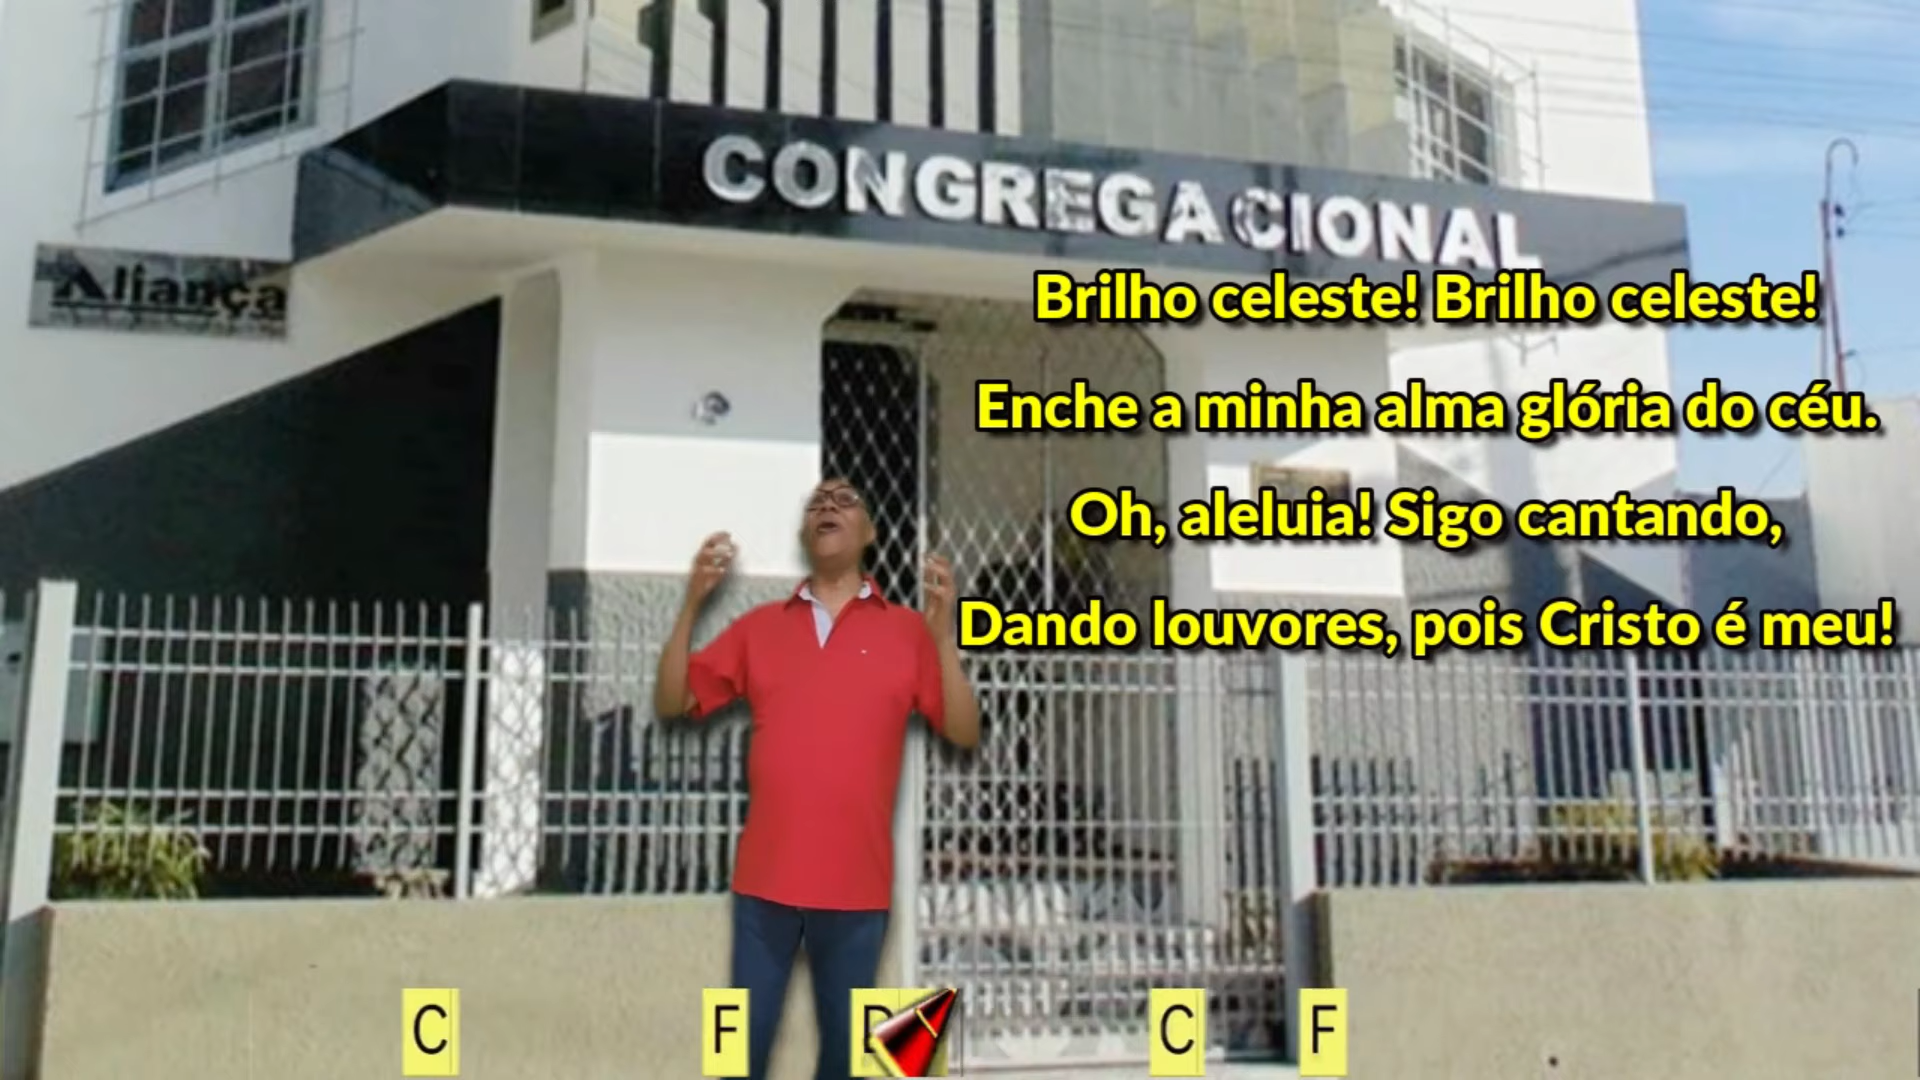 CONGREGACIONAL
Aliança
Brilho celeste! Brilho celeste!
Enche a minha alma glória do céu.
Oh, aleluia! Sigo cantando,
Dando louvores, pois Cristo é meu!
C F C F